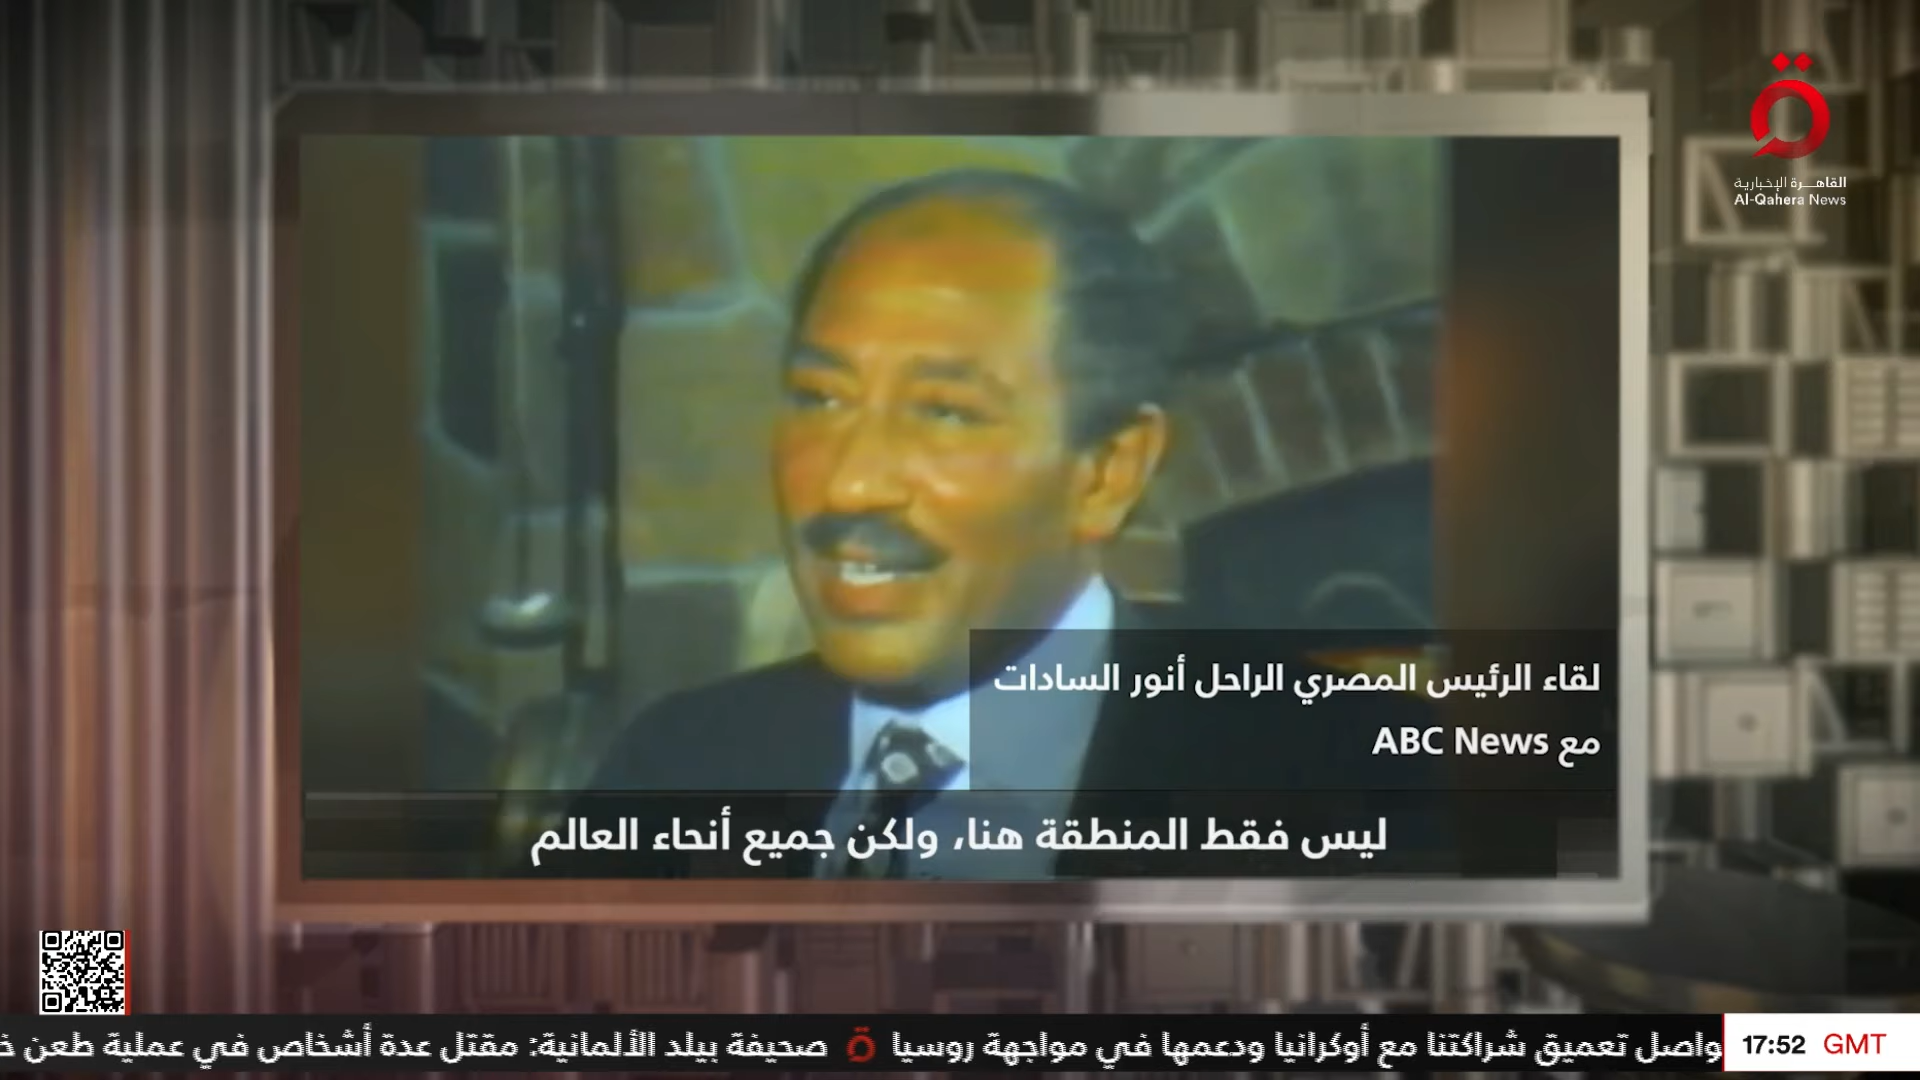 القاهرة الإخبارية
Al-Qahera News
لقاء الرئيس المصري الراحل أنور السادات
مع ABC News
ليس فقط المنطقة هنا، ولكن جميع أنحاء العالم
واصل تعميق شراكتنا مع أوكرانيا ودعمها في مواجهة روسيا
صحيفة بيلد الألمانية: مقتل عدة أشخاص في عملية طعن
17:52 GMT